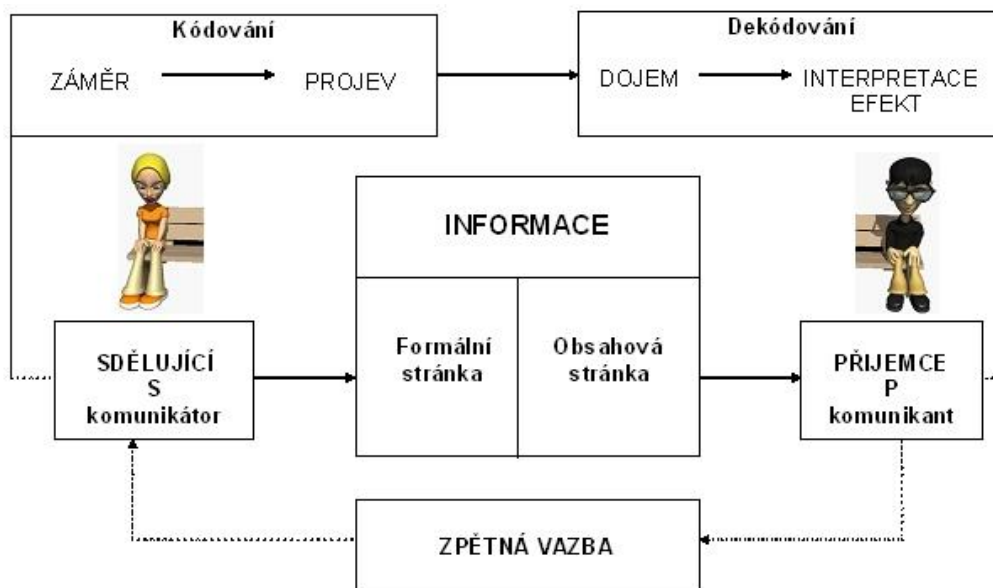 Kódování
ZÁMĚR
PROJEV
Dekódování
DOJEM
INTERPRETACE
EFEKT
INFORMACE
Formální
stránka
Obsahová
stránka
SDĚLUJÍCÍ
S
komunikátor
PŘIJEMCE
P
komunikant
ZPĚTNÁ VAZBA